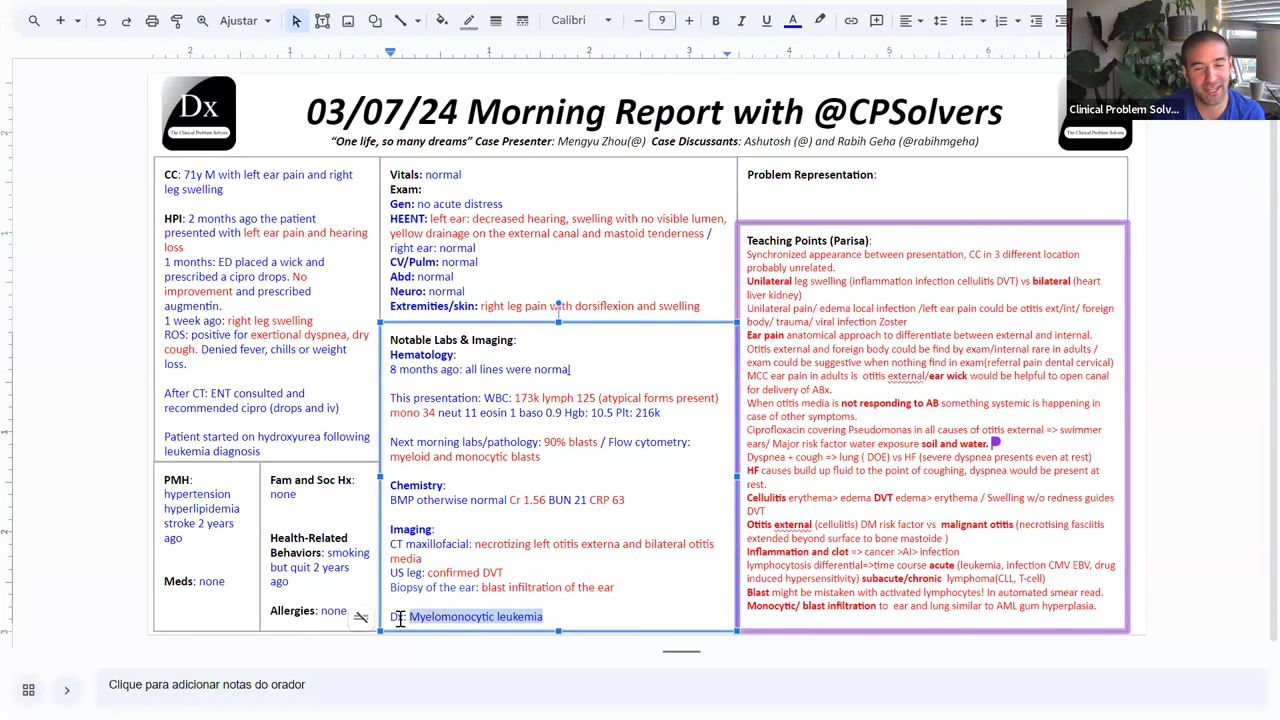 Ajustar
Calibri
9
B
I
U
A
2
1
1
2
3
4
5
6
Clinical Problem Solv...
Dx
The Clinical Problem Solvers
03/07/24 Morning Report with @CPSolvers
“One life, so many dreams” Case Presenter: Mengyu Zhou(@) Case Discussants: Ashutosh (@) and Rabih Geha (@rabihmgeha)
CC: 71y M with left ear pain and right
leg swelling
HPI: 2 months ago the patient
presented with left ear pain and hearing
loss
1 months: ED placed a wick and
prescribed a cipro drops. No
improvement and prescribed
augmentin.
1 week ago: right leg swelling
ROS: positive for exertional dyspnea, dry
cough. Denied fever, chills or weight
loss.
After CT: ENT consulted and
recommended cipro (drops and iv)
Patient started on hydroxyurea following
leukemia diagnosis
PMH:
hypertension
hyperlipidemia
stroke 2 years
ago
Meds: none
Fam and Soc Hx:
none
Health-Related
Behaviors: smoking
but quit 2 years
ago
Allergies: none
Vitals: normal
Exam:
Gen: no acute distress
HEENT: left ear: decreased hearing, swelling with no visible lumen,
yellow drainage on the external canal and mastoid tenderness /
right ear: normal
CV/Pulm: normal
Abd: normal
Neuro: normal
Extremities/skin: right leg pain with dorsiflexion and swelling
Notable Labs & Imaging:
Hematology:
8 months ago: all lines were normal
This presentation: WBC: 173k lymph 125 (atypical forms present)
mono 34 neut 11 eosin 1 baso 0.9 Hgb: 10.5 Plt: 216k
Next morning labs/pathology: 90% blasts / Flow cytometry:
myeloid and monocytic blasts
Chemistry:
BMP otherwise normal Cr 1.56 BUN 21 CRP 63
Imaging:
CT maxillofacial: necrotizing left otitis externa and bilateral otitis
media
US leg: confirmed DVT
Biopsy of the ear: blast infiltration of the ear
Dx: Myelomonocytic leukemia
Problem Representation:
Teaching Points (Parisa):
Synchronized appearance between presentation, CC in 3 different location
probably unrelated.
Unilateral leg swelling (inflammation infection cellulitis DVT) vs bilateral (heart
liver kidney)
Unilateral pain/ edema local infection /left ear pain could be otitis ext/int/ foreign
body/ trauma/ viral infection Zoster
Ear pain anatomical approach to differentiate between external and internal.
Otitis external and foreign body could be find by exam/internal rare in adults /
exam could be suggestive when nothing find in exam(referral pain dental cervical)
MCC ear pain in adults is otitis external/ear wick would be helpful to open canal
for delivery of ABx.
When otitis media is not responding to AB something systemic is happening in
case of other symptoms.
Ciprofloxacin covering Pseudomonas in all causes of otitis external => swimmer
ears/ Major risk factor water exposure soil and water.
Dyspnea + cough => lung ( DOE) vs HF (severe dyspnea presents even at rest)
HF causes build up fluid to the point of coughing, dyspnea would be present at
rest.
Cellulitis erythema> edema DVT edema> erythema / Swelling w/o redness guides
DVT
Otitis external (cellulitis) DM risk factor vs malignant otitis (necrotising fasciitis
extended beyond surface to bone mastoide )
Inflammation and clot => cancer >AI> infection
lymphocytosis differential=>time course acute (leukemia, infection CMV EBV, drug
induced hypersensitivity) subacute/chronic lymphoma(CLL, T-cell)
Blast might be mistaken with activated lymphocytes! In automated smear read.
Monocytic/ blast infiltration to ear and lung similar to AML gum hyperplasia.
Clique para adicionar notas do orador